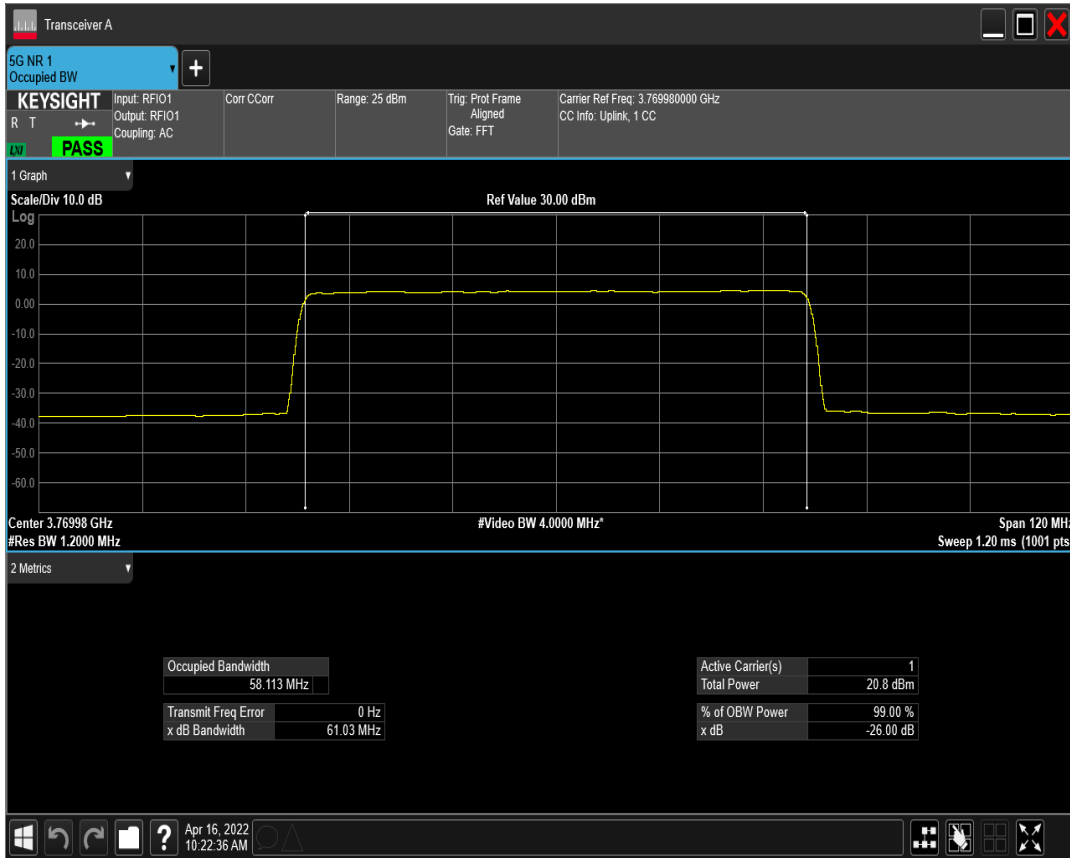 Transceiver A
5G NR 1
Occupied BW
KEYSIGHT
R T
LXI
PASS
Input: RFIO1
Output: RFIO1
Coupling: AC
Corr CCorr
Range: 25 dBm
Trig: Prot Frame
Aligned
Gate: FFT
Carrier Ref Freq: 3.769980000 GHz
CC Info: Uplink, 1 CC
1 Graph
Scale/Div 10.0 dB
Ref Value 30.00 dBm
Log
20.0
10.0
0.00
-10.0
-20.0
-30.0
-40.0
-50.0
-60.0
Center 3.76998 GHz
#Video BW 4.0000 MHz*
Span 120 MHz
#Res BW 1.2000 MHz
Sweep 1.20 ms (1001 pts
2 Metrics
Occupied Bandwidth
58.113 MHz
Transmit Freq Error 0 Hz
x dB Bandwidth 61.03 MHz
Active Carrier(s) 1
Total Power 20.8 dBm
% of OBW Power 99.00 %
x dB -26.00 dB
Apr 16, 2022
10:22:36 AM